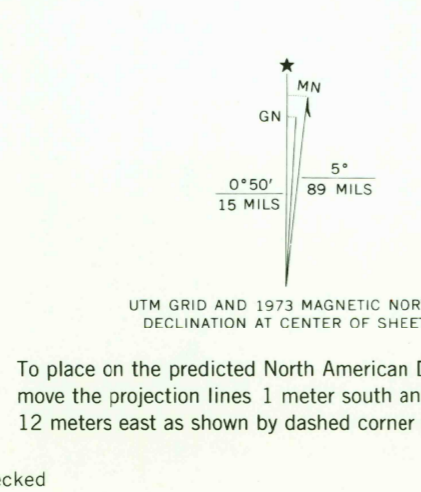 ★
MN
GN
5°
89 MILS
0°50'
15 MILS
UTM GRID AND 1973 MAGNETIC NOR
DECLINATION AT CENTER OF SHEE
To place on the predicted North American
move the projection lines 1 meter south an
12 meters east as shown by dashed corner
ecked